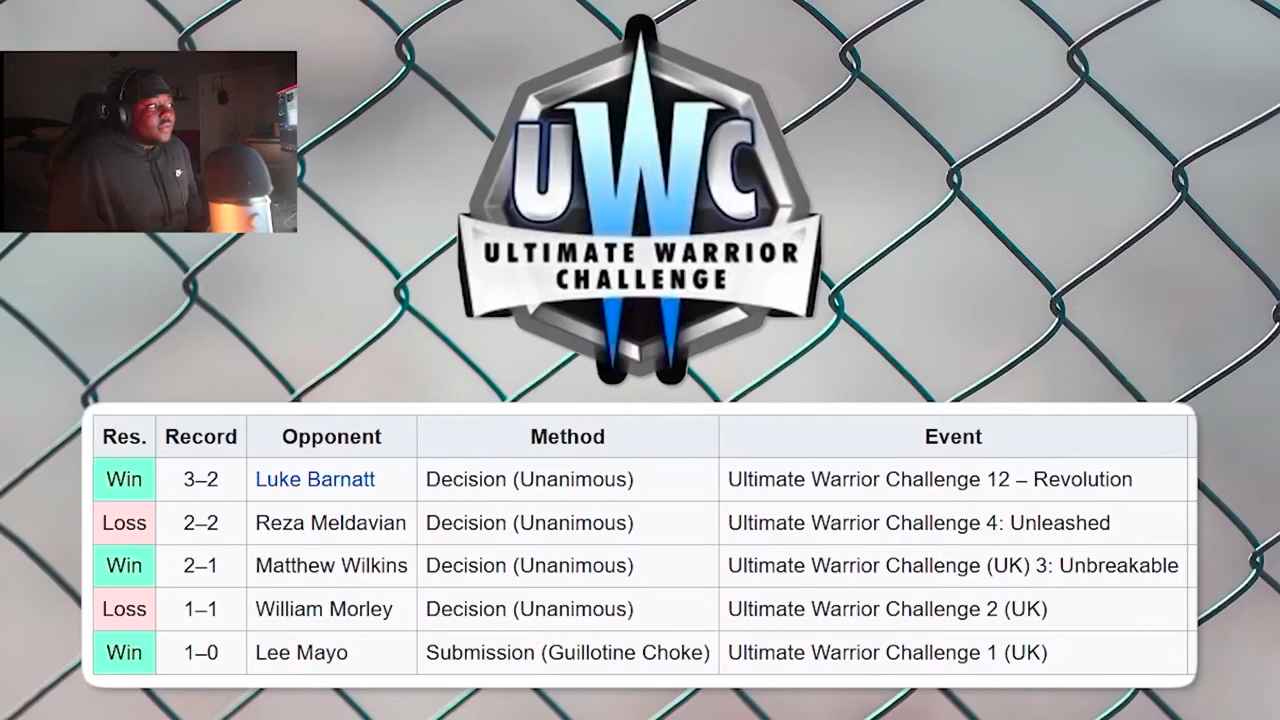 UWC
ULTIMATE WARRIOR
CHALLENGE
Res. Record Opponent Method Event
Win 3–2 Luke Barnatt Decision (Unanimous) Ultimate Warrior Challenge 12 – Revolution
Loss 2–2 Reza Meldavian Decision (Unanimous) Ultimate Warrior Challenge 4: Unleashed
Win 2–1 Matthew Wilkins Decision (Unanimous) Ultimate Warrior Challenge (UK) 3: Unbreakable
Loss 1–1 William Morley Decision (Unanimous) Ultimate Warrior Challenge 2 (UK)
Win 1–0 Lee Mayo Submission (Guillotine Choke) Ultimate Warrior Challenge 1 (UK)